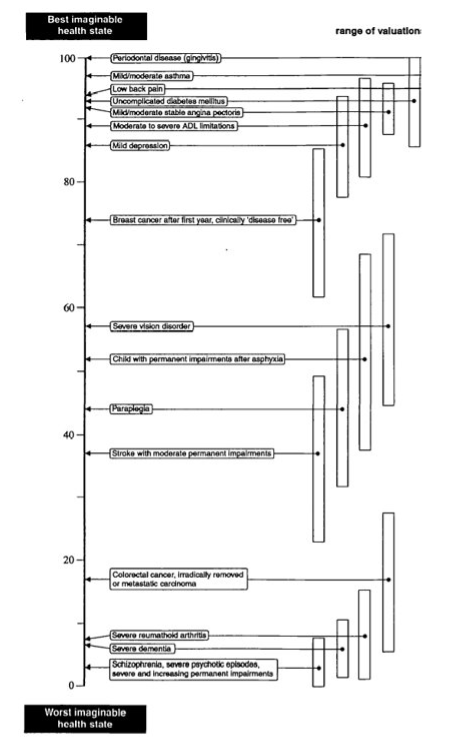 Best imaginable
health state
range of valuation
100
Periodontal disease (gingivitis)
Mild/moderate asthma
Low back pain
Uncomplicated diabetes mellitus
Mild/moderate stable angina pectoris
Moderate to severe ADL limitations
Mild depression
80
Breast cancer after first year, clinically 'disease free'
60
Severe vision disorder
Child with permanent impairments after asphyxia
Paraplegia
40
Stroke with moderate permanent impairments
20
Colorectal cancer, irradically removed
or metastatic carcinoma
Severe reumathoid arthritis
Severe dementia
Schizophrenia, severe psychotic episodes,
severe and increasing permanent impairments
0
Worst imaginable
health state